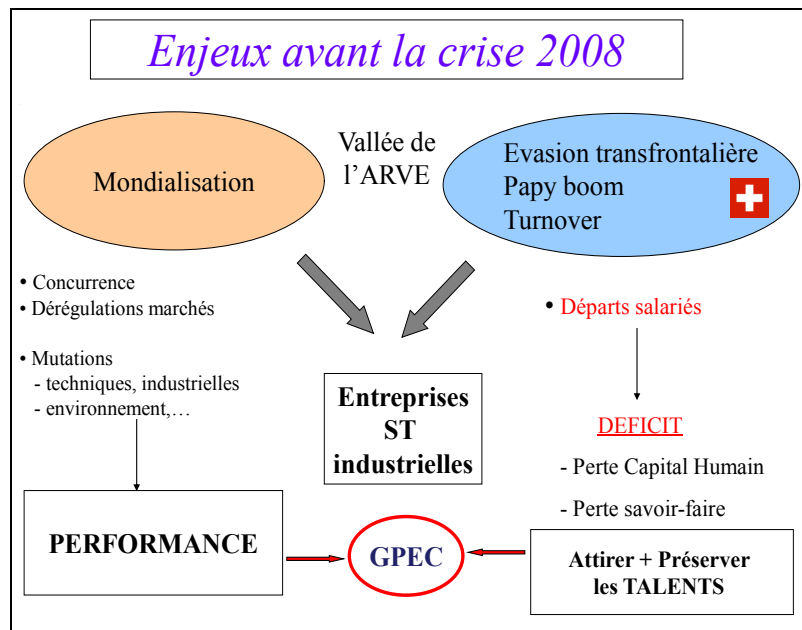 Enjeux avant la crise 2008
Mondialisation
Vallée de
l'ARVE
Evasion transfrontalière
Papy boom
Turnover
• Concurrence
• Dérégulations marchés
• Mutations
- techniques, industrielles
- environnement,…
PERFORMANCE
Entreprises
ST
industrielles
GPEC
• Départs salariés
DEFICIT
- Perte Capital Humain
- Perte savoir-faire
Attirer + Préserver
les TALENTS